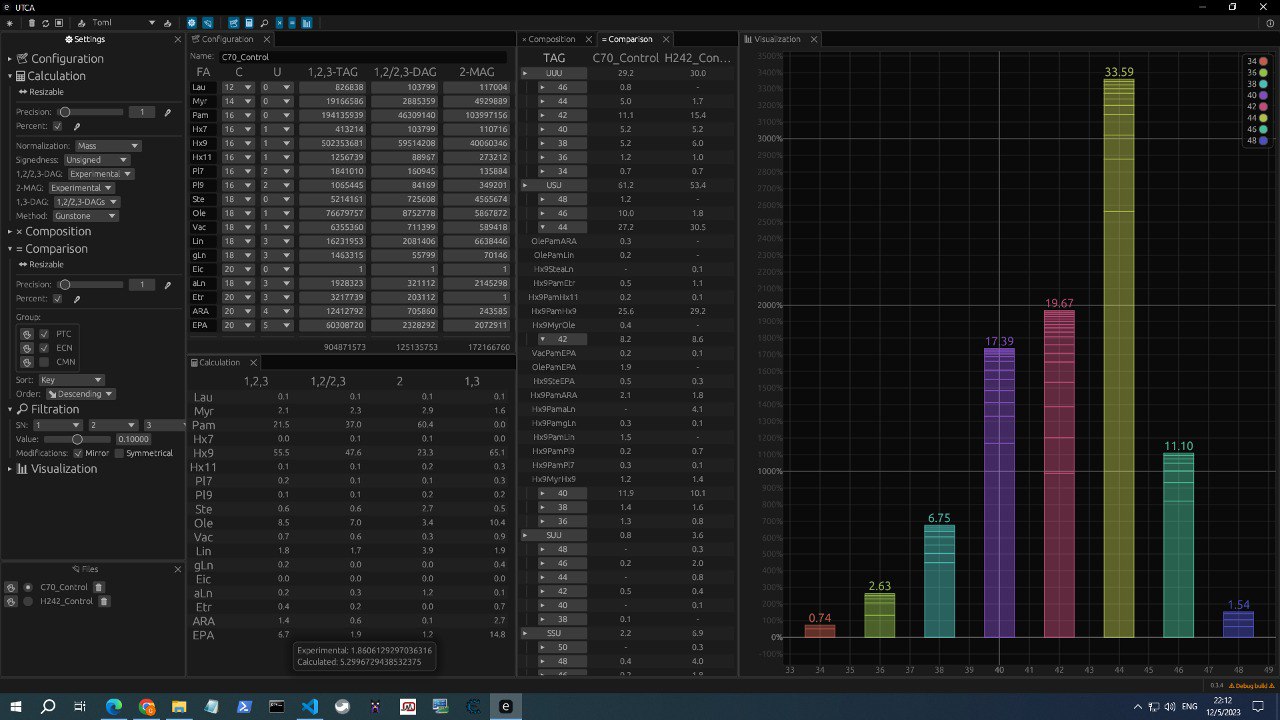 UTCA
Toml
Settings
Configuration
Calculation
Resizable
Precision: 1
Percent:
Normalization: Mass
Signedness: Unsigned
1,2/2,3-DAG: Experimental
2-MAG: Experimental
1,3-DAG: 1,2/2,3-DAGs
Method: Gunstone
× Composition
= Comparison
Resizable
Precision: 1
Percent:
Group:
PTC
ECN
CMN
Sort: Key
Order: Descending
Filtration
SN: 1 2 3
Value: 0.10000
Modifications: Mirror Symmetrical
Visualization
Files
C70_Control
H242_Control
Configuration
Name: C70_Control
FA C U 1,2,3-TAG 1,2/2,3-DAG 2-MAG
Lau 12 0 826838
Myr 14 0 19166586
Pam 16 0
Hx7 16 1 413214 110716
Hx9 16 1
Hx11 16 1 1256739 88967 273212
Pl7 16 1 1841010
Pl9 16 2 1065445 84169 349201
Ste 18 0 5214161 725608 4565674
Ole 18 1 76679757 5867872
Vac 18 1 6355360 589418
Lin 18 3 16231953 2081406 6638446
gLn 18 3 1463315 55799 70146
Eic 20 0 1 1 1
aLn 18 3 321112 2145298
Etr 20 3 3217739 203112 1
ARA 20 243585
EPA 20 2328292 2072911
904871573 125135753 172166760
Calculation
1,2,3 1,2/2,3 2 1,3
Lau 0.1 0.1 0.1 0.1
Myr 2.1 2.3 2.9 1.6
Pam 21.5 37.0 60.4 0.0
Hx7 0.0 0.1 0.1 0.0
Hx9 23.3
Hx11 0.1 0.1 0.2 0.1
Pl7 0.2 0.1 0.1 0.3
Pl9 0.1 0.1 0.2
Ste 0.6 0.6 2.7 0.5
Ole 8.5 7.0 3.4 10.4
Vac 0.7 0.6 0.3
Lin 1.8 1.7 3.9 1.9
gLn 0.2 0.0 0.0 0.4
Eic 0.0 0.0 0.0 0.0
aLn 0.2 0.3 1.2 0.1
Etr 0.4 0.2 0.0 0.7
ARA 1.4 0.6 0.1 2.7
EPA 6.7 1.9 1.2 14.8
Experimental: 1.8606129297036316
Calculated: 5.2996729438532375
× Composition
= Comparison
TAG C70_Control H242_Con...
UUU 29.2 30.0
46 0.8 -
44 5.0 1.7
42 11.1 15.4
40 5.2 5.2
38 5.2 6.0
36 1.2 1.0
34 0.7 0.7
USU 61.2 53.4
48 1.2 -
46 10.0 1.8
44 27.2 30.5
OlePamARA 0.3 -
OlePamLin 0.2 -
Hx9SteaLn - 0.1
Hx9PamEtr 0.5 1.1
Hx9PamHx11 0.2 0.1
Hx9PamHx9 25.5 29.2
Hx9MyrOle 0.5 -
42 8.2 8.6
VacPamEPA 0.2 0.1
OlePamEPA 1.9 -
Hx9SteEPA 0.5 0.3
Hx9PamARA 2.1 1.8
Hx9PamaLn - 4.1
Hx9PamgLn 0.3 0.1
Hx9PamLin 1.5 -
Hx9PamPl9 0.2 0.7
Hx9PamPl7 0.3 0.1
Hx9MyrHx9 1.2 1.4
40 11.9 10.1
38 1.4 1.6
36 1.3 0.8
SUU 0.8 3.6
48 - 0.3
46 0.2 2.0
44 - 0.8
42 0.5 0.4
40 - 0.1
38 0.1 -
SSU 2.2 6.9
50 - 0.3
48 0.4 4.0
46 0.2 1.8
Visualization
3500%
3400%
3300%
3200%
3100%
3000%
2900%
2800%
2700%
2600%
2500%
2400%
2300%
2200%
2100%
2000%
1900%
1800%
1700%
1600%
1500%
1400%
1300%
1200%
1100%
1000%
900%
800%
700%
600%
500%
400%
300%
200%
100%
0%
-100%
0.74
2.63
6.75
17.39
19.67
33.59
11.10
1.54
33 34 35 36 37 38 39 40 41 42 43 44 45 46 47 48 49
34
36
38
40
42
44
46
48
0.3.4 Debug build
ENG
22:12
12/5/2023